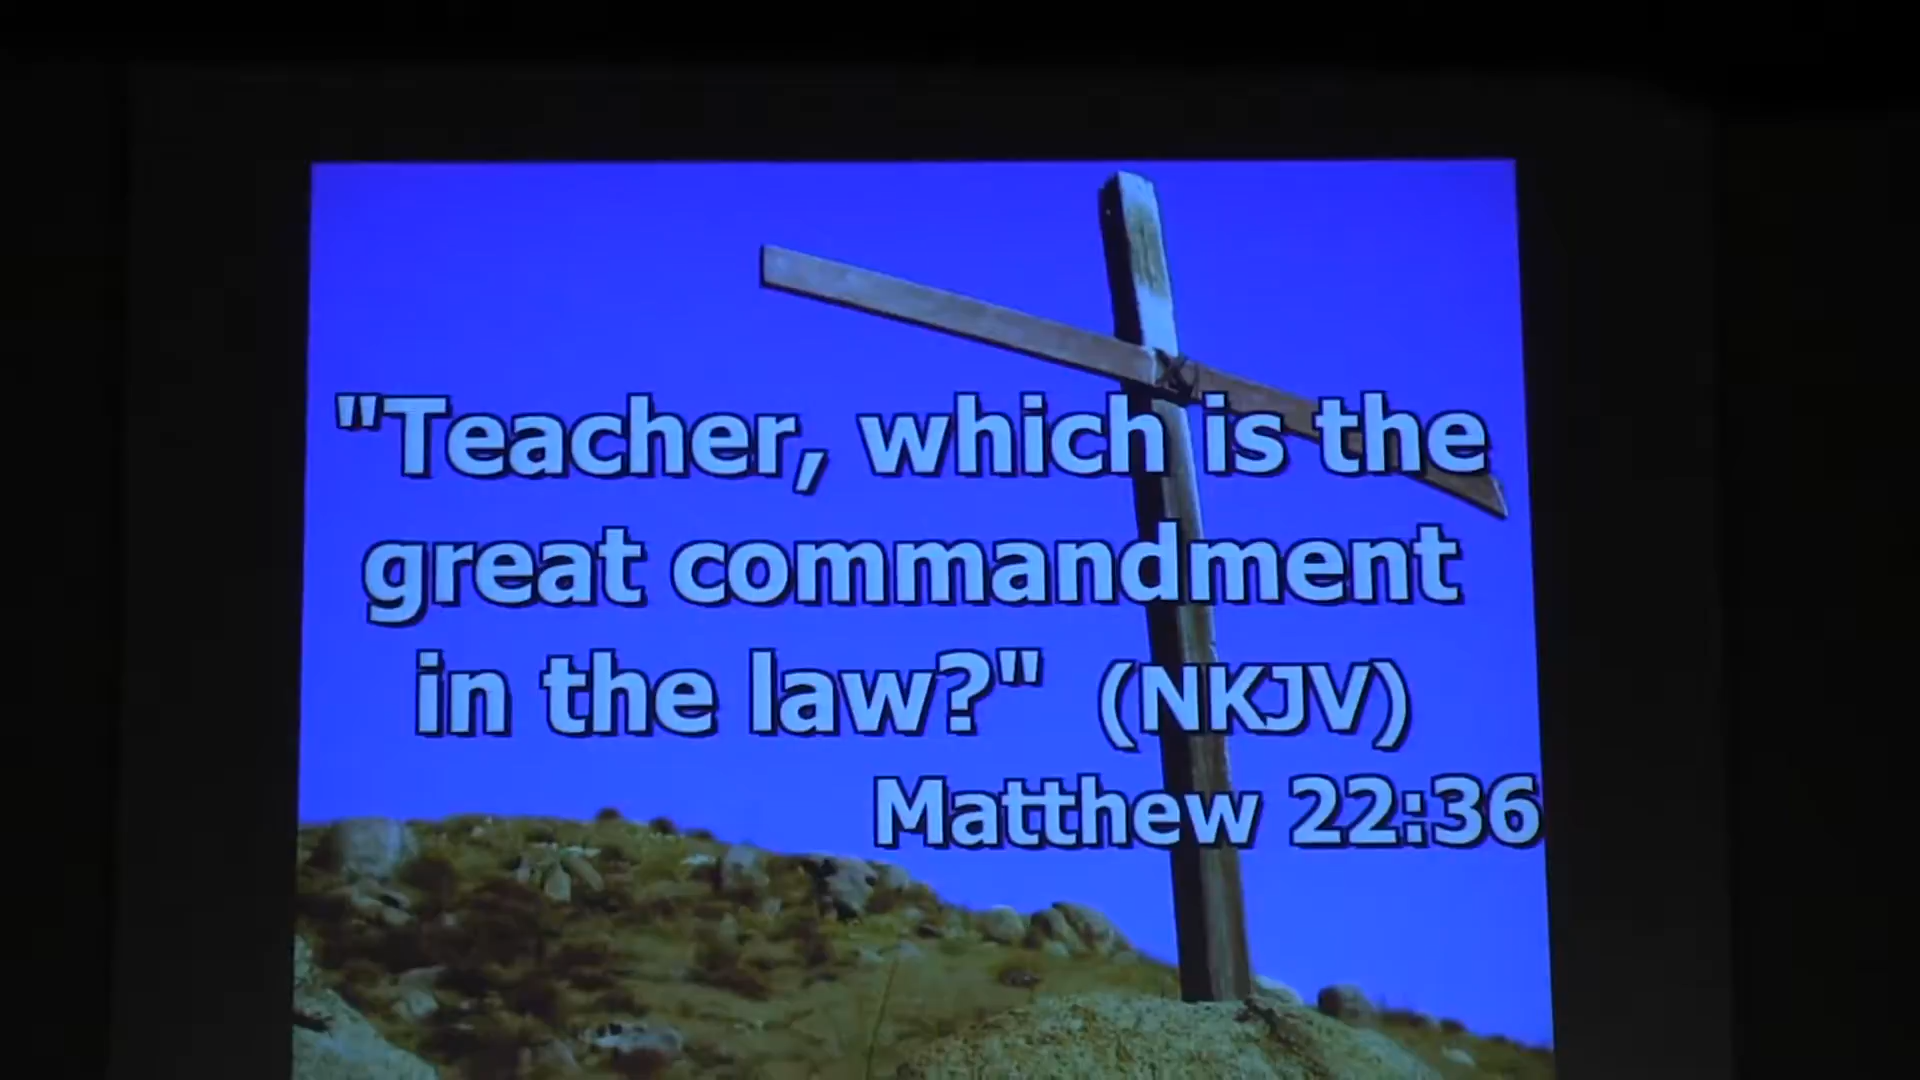 "Teacher, which is the
great commandment
in the law?" (NKJV)
Matthew 22:36